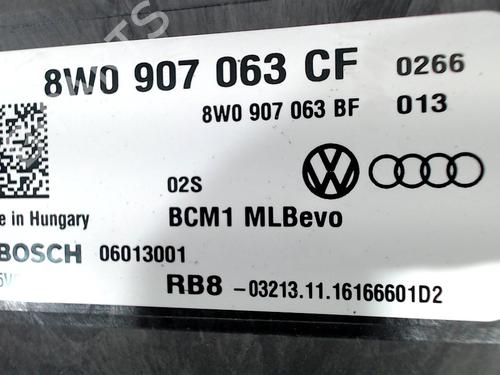 8W0 907 063 CF 0266
8W0 907 063 BF 013
02S
in Hungary BCM1 MLBevo
BOSCH 06013001
RB8 -03213.11.16166601D2